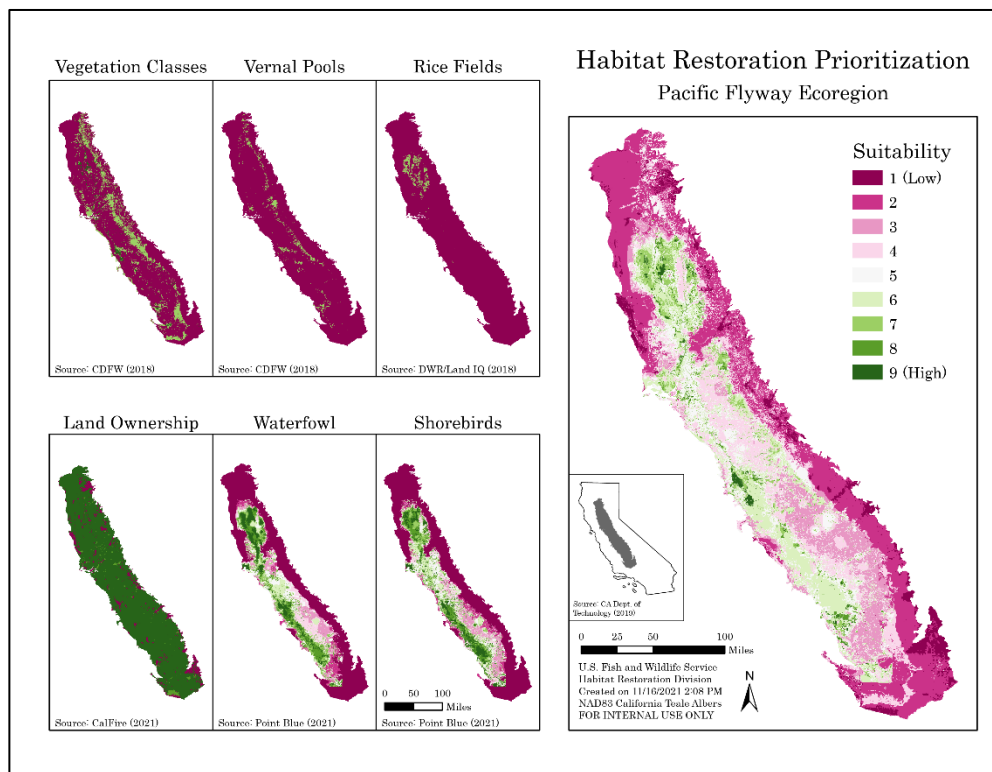 Vegetation Classes
Vernal Pools
Rice Fields
Source: CDFW (2018)
Source: CDFW (2018)
Source: DWR/Land IQ (2018)
Land Ownership
Waterfowl
Shorebirds
0 50 100
Miles
Source: CalFire (2021)
Source: Point Blue (2021)
Source: Point Blue (2021)
Habitat Restoration Prioritization
Pacific Flyway Ecoregion
Suitability
1 (Low)
2
3
4
5
6
7
8
9 (High)
Source: CA Dept. of
Technology (2019)
0 25 50 100
Miles
U.S. Fish and Wildlife Service
Habitat Restoration Division
Created on 11/16/2021 2:08 PM
NAD83 California Teale Albers
FOR INTERNAL USE ONLY
N